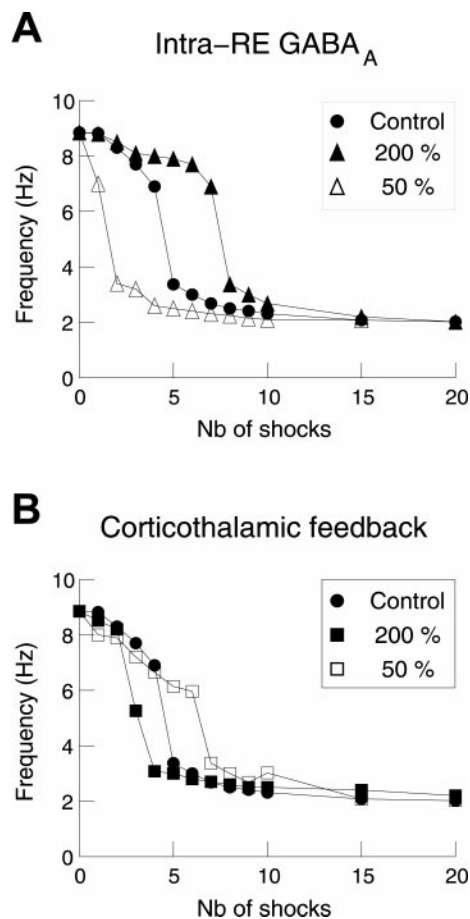 A
Intra−RE GABA A
10
8
6
4
2
0
Frequency (Hz)
Control
200 %
50 %
0 5 10 15 20
Nb of shocks
B
Corticothalamic feedback
10
8
6
4
2
0
Frequency (Hz)
Control
200 %
50 %
0 5 10 15 20
Nb of shocks